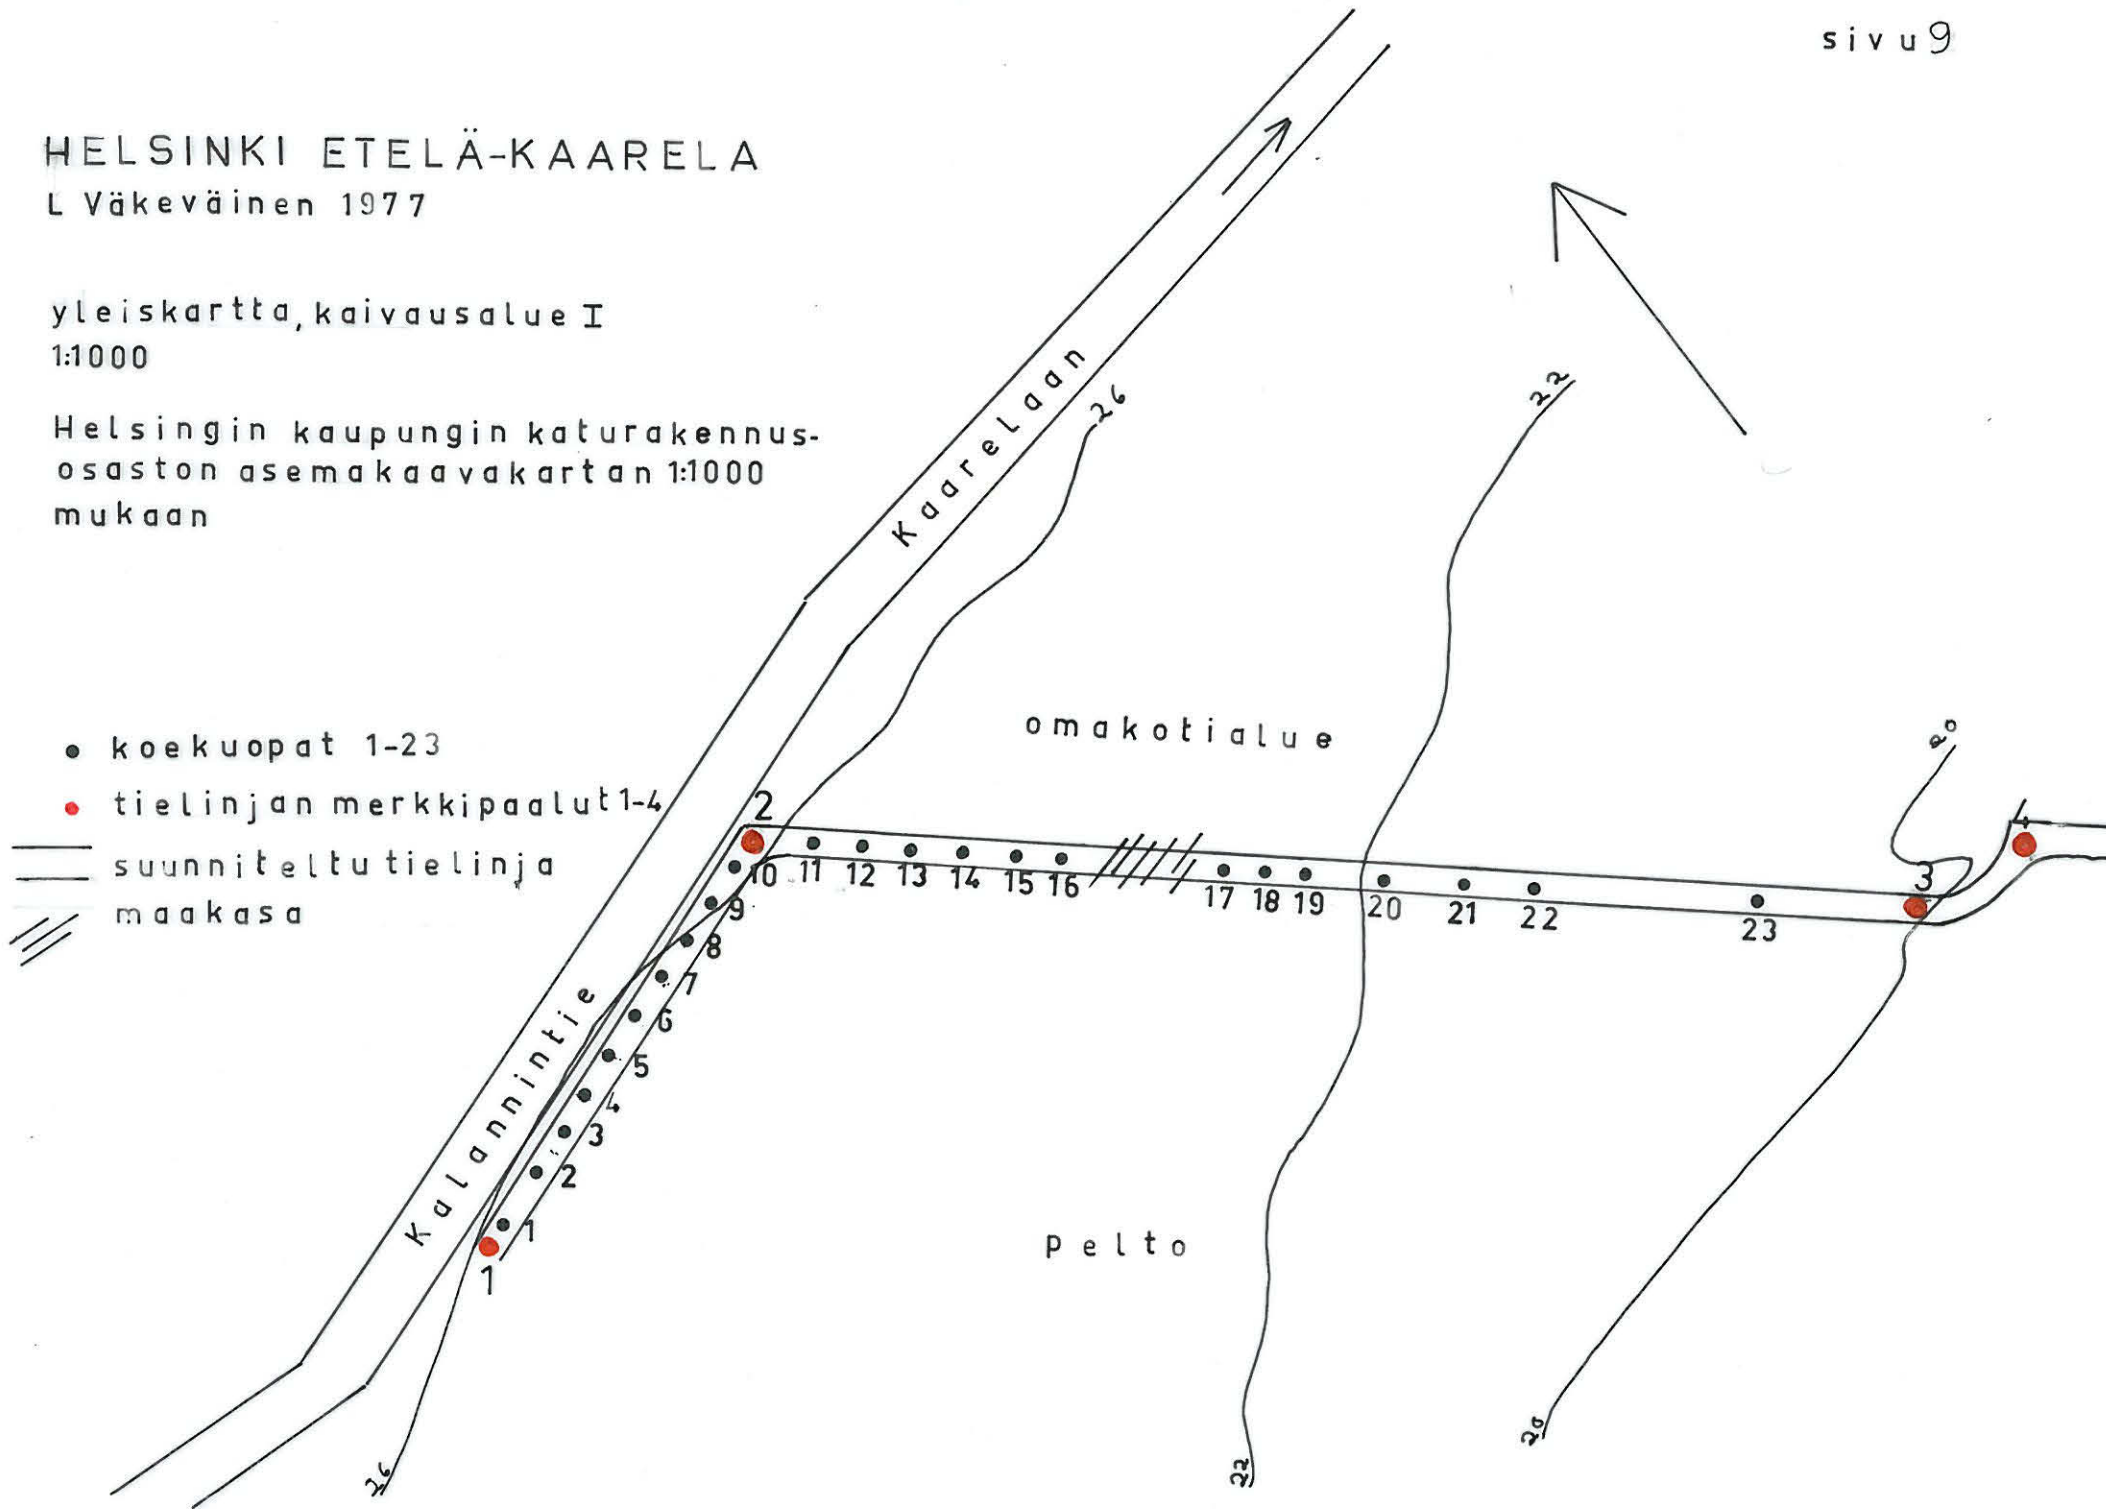 sivu 9
HELSINKI ETELÄ-KAARELA
L Väkeväinen 1977
yleiskartta, kaivausalue I
1:1000
Helsingin kaupungin katurakennus-
osaston asemakaavakartan 1:1000
mukaan
• koekuopat 1-23
• tielinjan merkkipaalut 1-4
suunniteltu tielinja
maakasa
Kaarelaan
26
22
omakotialue
20
2
4
3
10
11
12
13
14
15
16
17
18
19
20
21
22
23
9
8
7
6
5
4
3
2
1
1
Kalannintie
Pelto
26
22
20